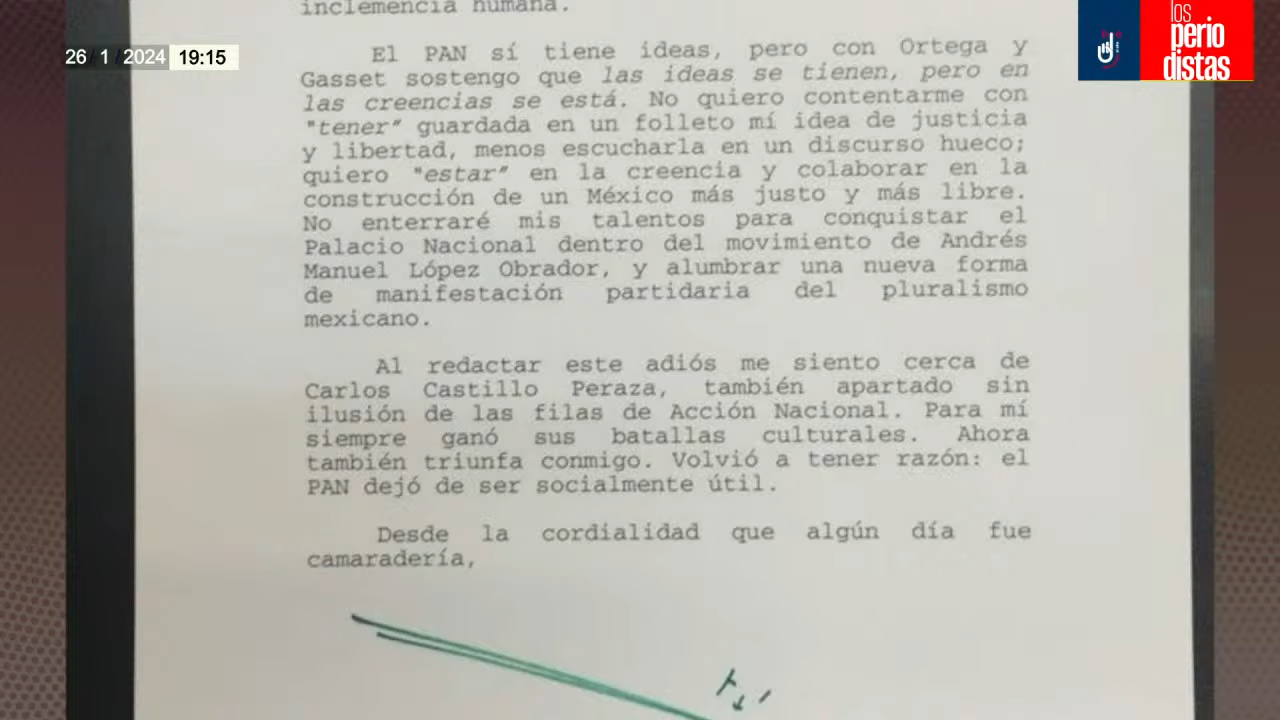 inclemencia humana.
26 / 1 / 2024 19:15
los
perio
distas
El PAN sí tiene ideas, pero con Ortega y
Gasset sostengo que las ideas se tienen, pero en
las creencias se está. No quiero contentarme con
"tener" guardada en un folleto mí idea de justicia
y libertad, menos escucharla en un discurso hueco;
quiero "estar" en la creencia y colaborar en la
construcción de un México más justo y más libre.
No enterraré mis talentos para conquistar el
Palacio Nacional dentro del movimiento de Andrés
Manuel López Obrador, y alumbrar una nueva forma
de manifestación partidaria del pluralismo
mexicano.
Al redactar este adiós me siento cerca de
Carlos Castillo Peraza, también apartado sin
ilusión de las filas de Acción Nacional. Para mí
siempre ganó sus batallas culturales. Ahora
también triunfa conmigo. Volvió a tener razón: el
PAN dejó de ser socialmente útil.
Desde la cordialidad que algún día fue
camaradería,